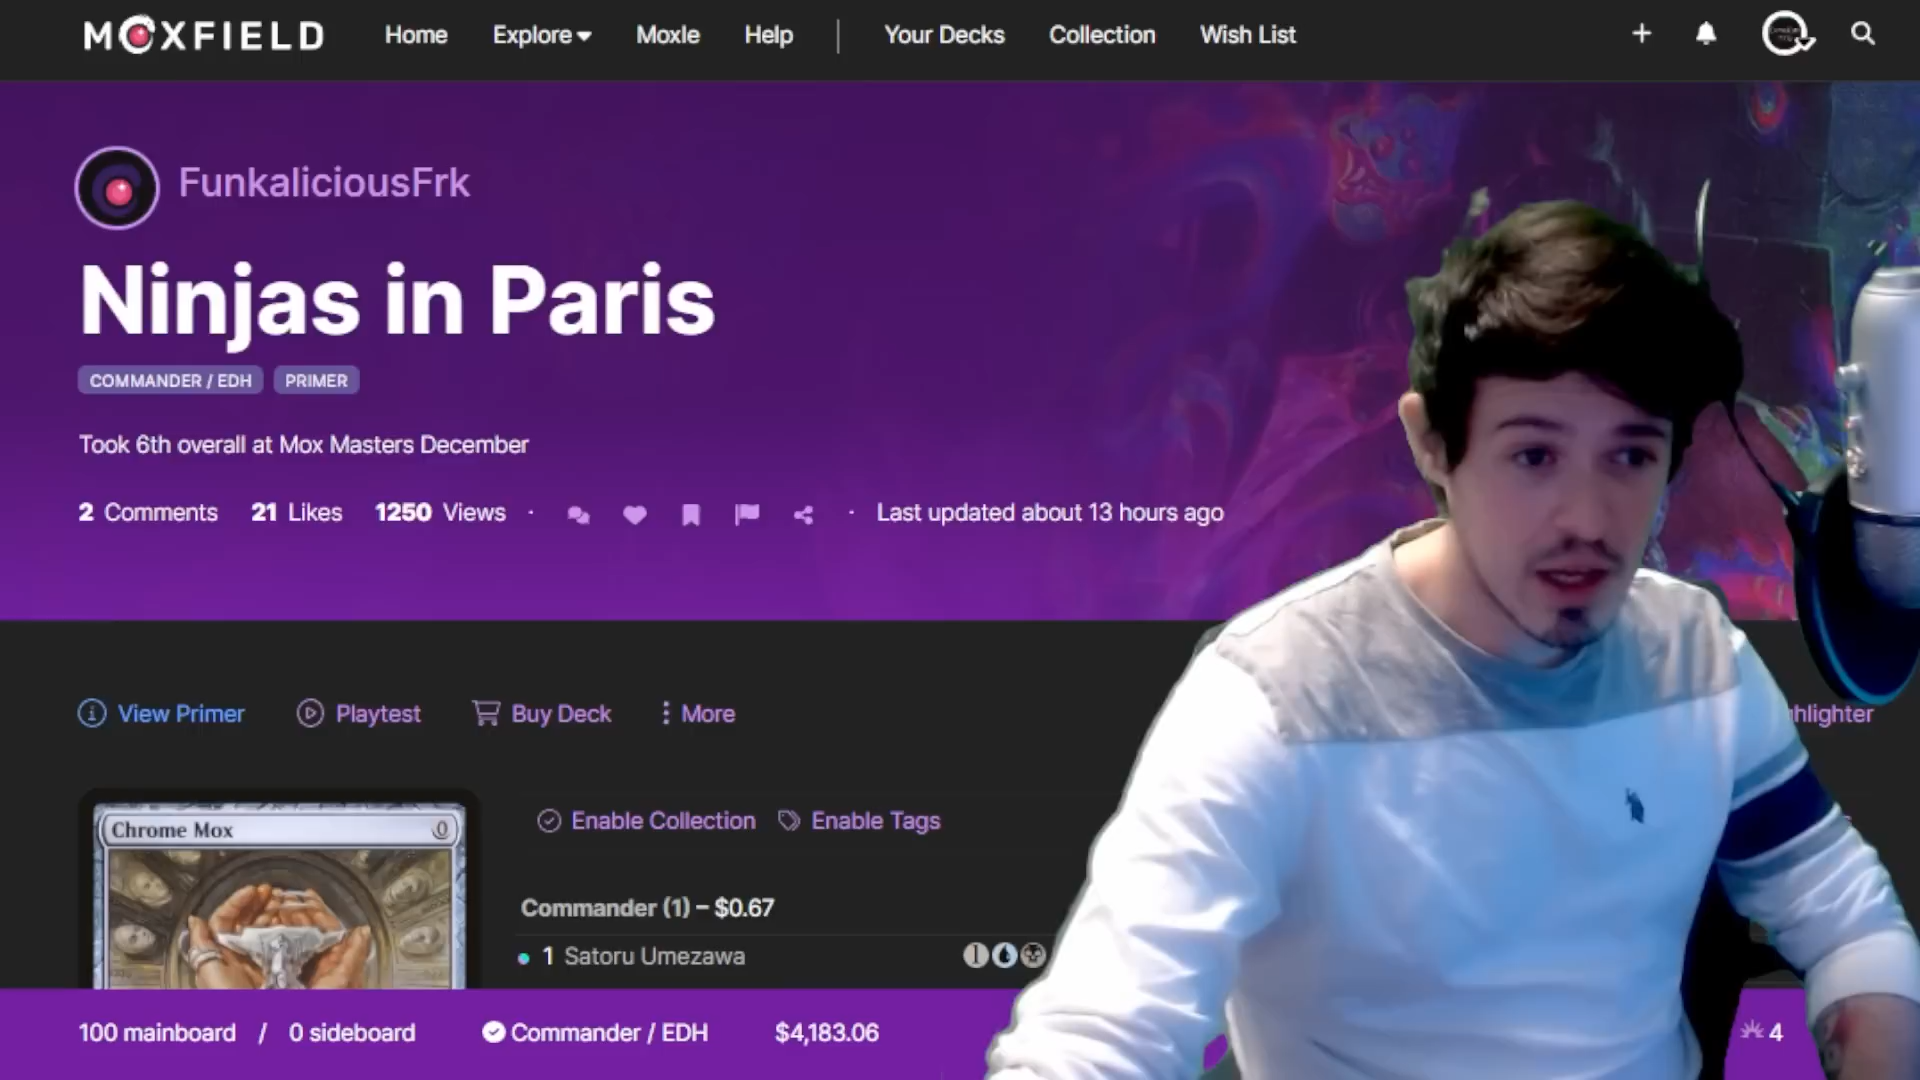 MOXFIELD Home Explore Moxle Help Your Decks Collection Wish List
FunkaliciousFrk
Ninjas in Paris
COMMANDER / EDH PRIMER
Took 6th overall at Mox Masters December
2 Comments 21 Likes 1250 Views · · Last updated about 13 hours ago
View Primer Playtest Buy Deck More hlighter
Chrome Mox 0
Enable Collection Enable Tags
Commander (1) – $0.67
1 Satoru Umezawa 1
100 mainboard / 0 sideboard Commander / EDH $4,183.06 4